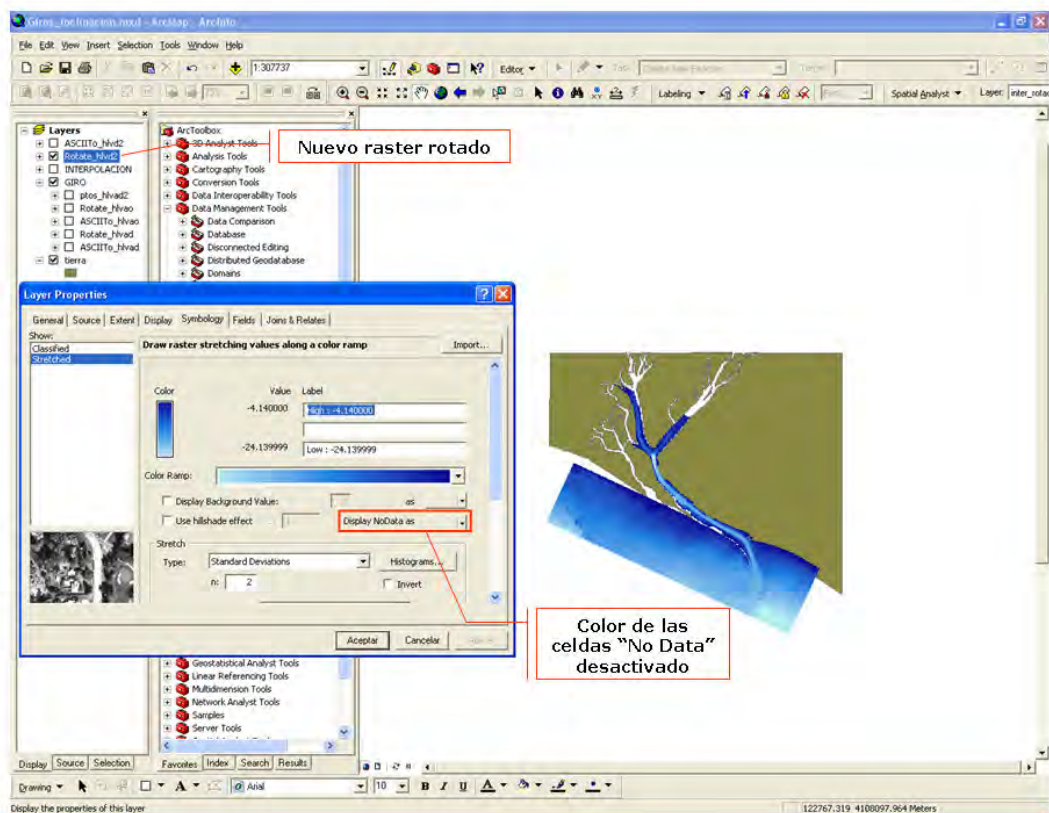 Giros_Inclinacion.mxd - ArcMap - ArcInfo
File Edit View Insert Selection Tools Window Help
1:307737
Editor
Labeling
Spatial Analyst
Layer: inter_rotac
Layers
ASCIITo_hlvd2
Rotate_hlvd2
INTERPOLACION
GIRO
ptos_hlvad2
Rotate_hlvao
ASCIITo_hlvao
Rotate_hlvad
ASCIITo_hlvad
tierra
ArcToolbox
3D Analyst Tools
Analysis Tools
Cartography Tools
Conversion Tools
Data Interoperability Tools
Data Management Tools
Data Comparison
Database
Disconnected Editing
Distributed Geodatabase
Domains
Nuevo raster rotado
Layer Properties
General Source Extent Display Symbology Fields Joins & Relates
Show:
Classified
Stretched
Draw raster stretching values along a color ramp
Import...
Color Value Label
-4.140000 High : -4.140000
-24.139999 Low : -24.139999
Color Ramp:
Display Background Value: as
Use hillshade effect Display NoData as
Stretch
Type: Standard Deviations Histograms...
n: 2 Invert
Aceptar Cancelar
Color de las
celdas “No Data”
desactivado
Geostatistical Analyst Tools
Linear Referencing Tools
Multidimension Tools
Network Analyst Tools
Samples
Server Tools
Display Source Selection
Favorites Index Search Results
Drawing A Arial 10 B I U A
Display the properties of this layer
122767.319 4108097.964 Meters